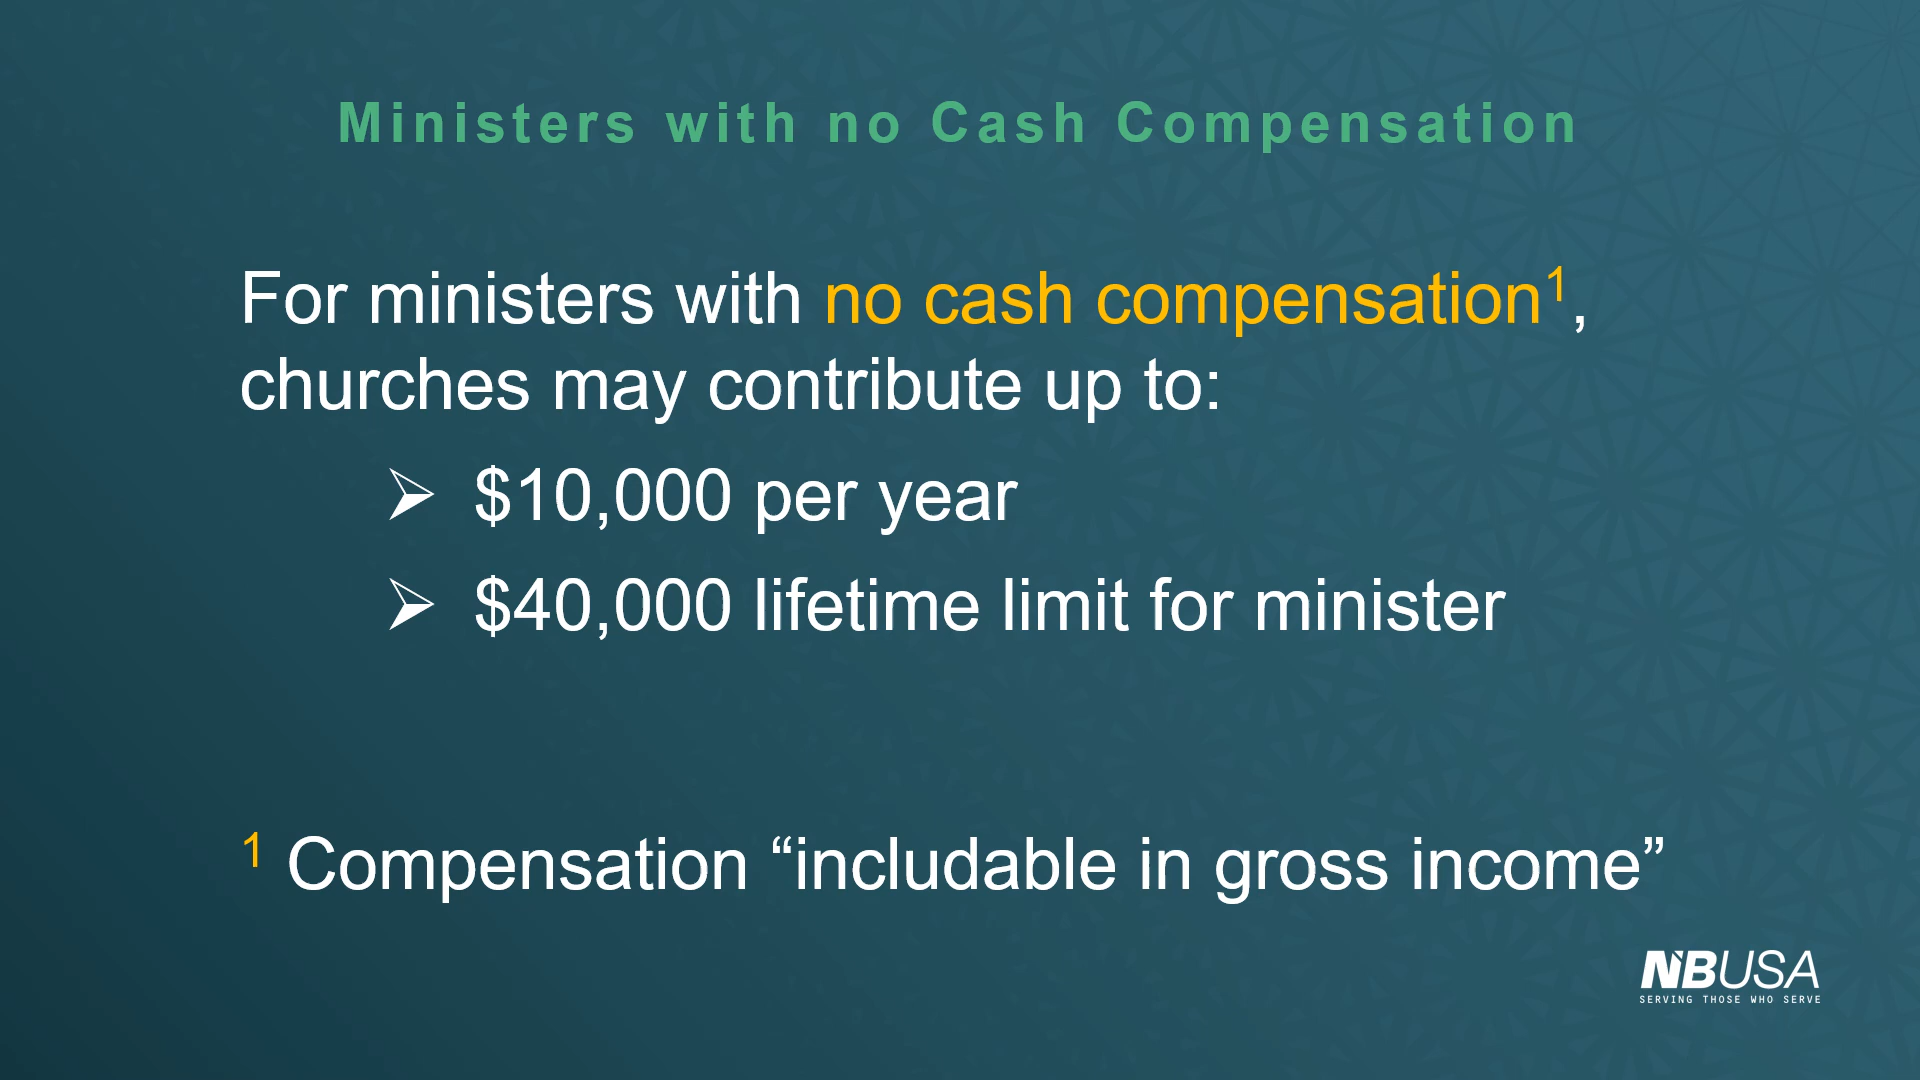 Ministers with no Cash Compensation
For ministers with no cash compensation¹,
churches may contribute up to:
➢ $10,000 per year
➢ $40,000 lifetime limit for minister
¹ Compensation “includable in gross income”
NBUSA
SERVING THOSE WHO SERVE